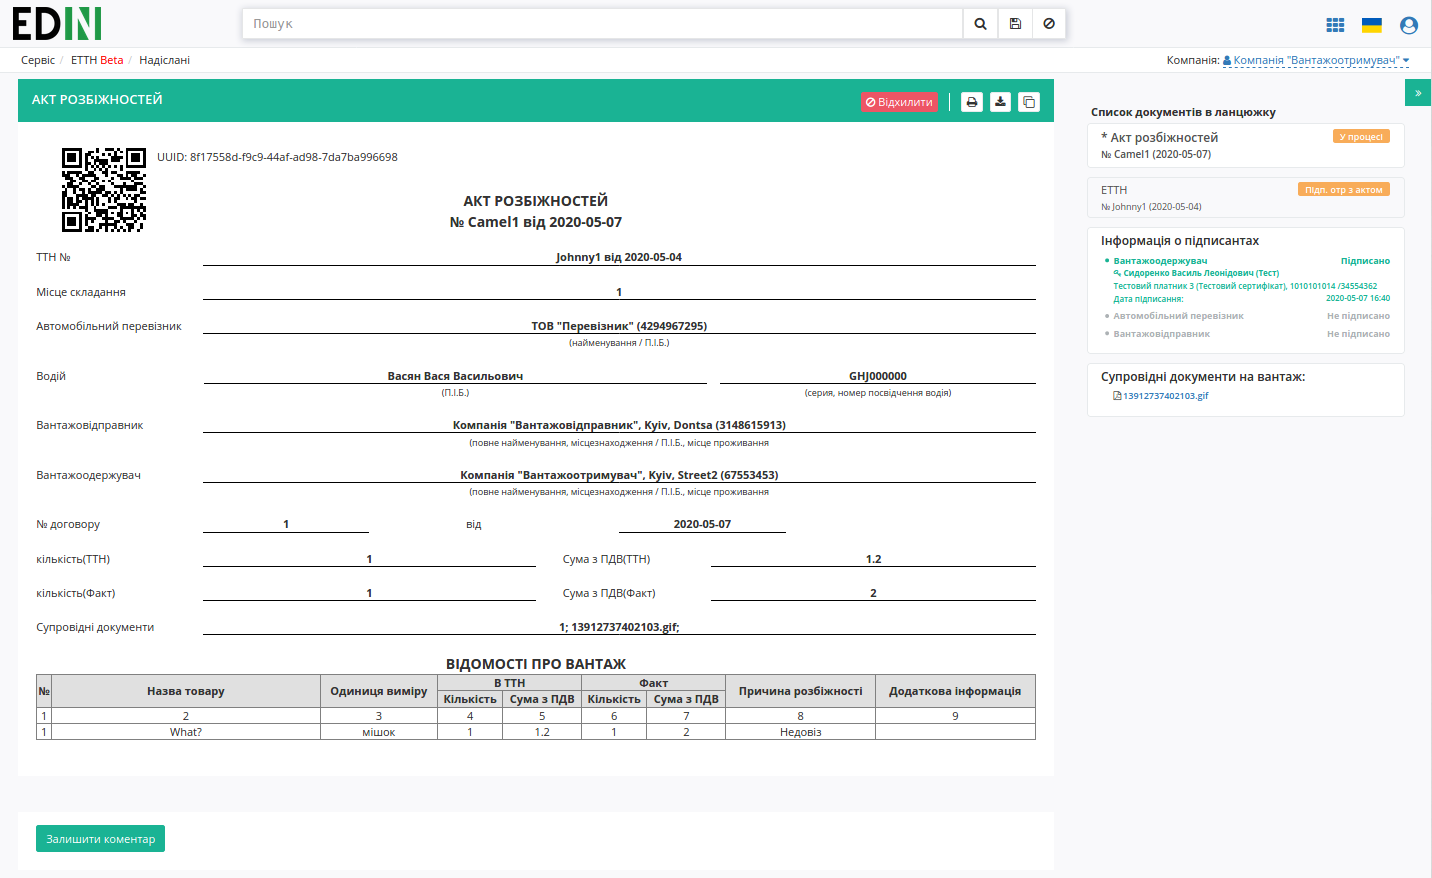 EDIN
Пошук
Сервіс / ЕТТН Beta / Надіслані
Компанія: Компанія "Вантажоотримувач"
АКТ РОЗБІЖНОСТЕЙ
Відхилити
»
UUID: 8f17558d-f9c9-44af-ad98-7da7ba996698
АКТ РОЗБІЖНОСТЕЙ
№ Camel1 від 2020-05-07
ТТН № Johnny1 від 2020-05-04
Місце складання 1
Автомобільний перевізник ТОВ "Перевізник" (4294967295)
(найменування / П.І.Б.)
Водій Васян Вася Васильович GHJ000000
(П.І.Б.) (серия, номер посвідчення водія)
Вантажовідправник Компанія "Вантажовідправник", Kyiv, Dontsa (3148615913)
(повне найменування, місцезнаходження / П.І.Б., місце проживання
Вантажоодержувач Компанія "Вантажоотримувач", Kyiv, Street2 (67553453)
(повне найменування, місцезнаходження / П.І.Б., місце проживання
№ договору 1 від 2020-05-07
кількість(ТТН) 1 Сума з ПДВ(ТТН) 1.2
кількість(Факт) 1 Сума з ПДВ(Факт) 2
Супровідні документи 1; 13912737402103.gif;
ВІДОМОСТІ ПРО ВАНТАЖ
№ Назва товару Одиниця виміру В ТТН Факт Причина розбіжності Додаткова інформація
Кількість Сума з ПДВ Кількість Сума з ПДВ
1 2 3 4 5 6 7 8 9
1 What? мішок 1 1.2 1 2 Недовіз
Залишити коментар
Список документів в ланцюжку
* Акт розбіжностей У процесі
№ Camel1 (2020-05-07)
ЕТТН Підп. отр з актом
№ Johnny1 (2020-05-04)
Інформація о підписантах
Вантажоодержувач Підписано
Сидоренко Василь Леонідович (Тест)
Тестовий платник 3 (Тестовий сертифікат), 1010101014 /34554362
Дата підписання: 2020-05-07 16:40
Автомобільний перевізник Не підписано
Вантажовідправник Не підписано
Супровідні документи на вантаж:
13912737402103.gif